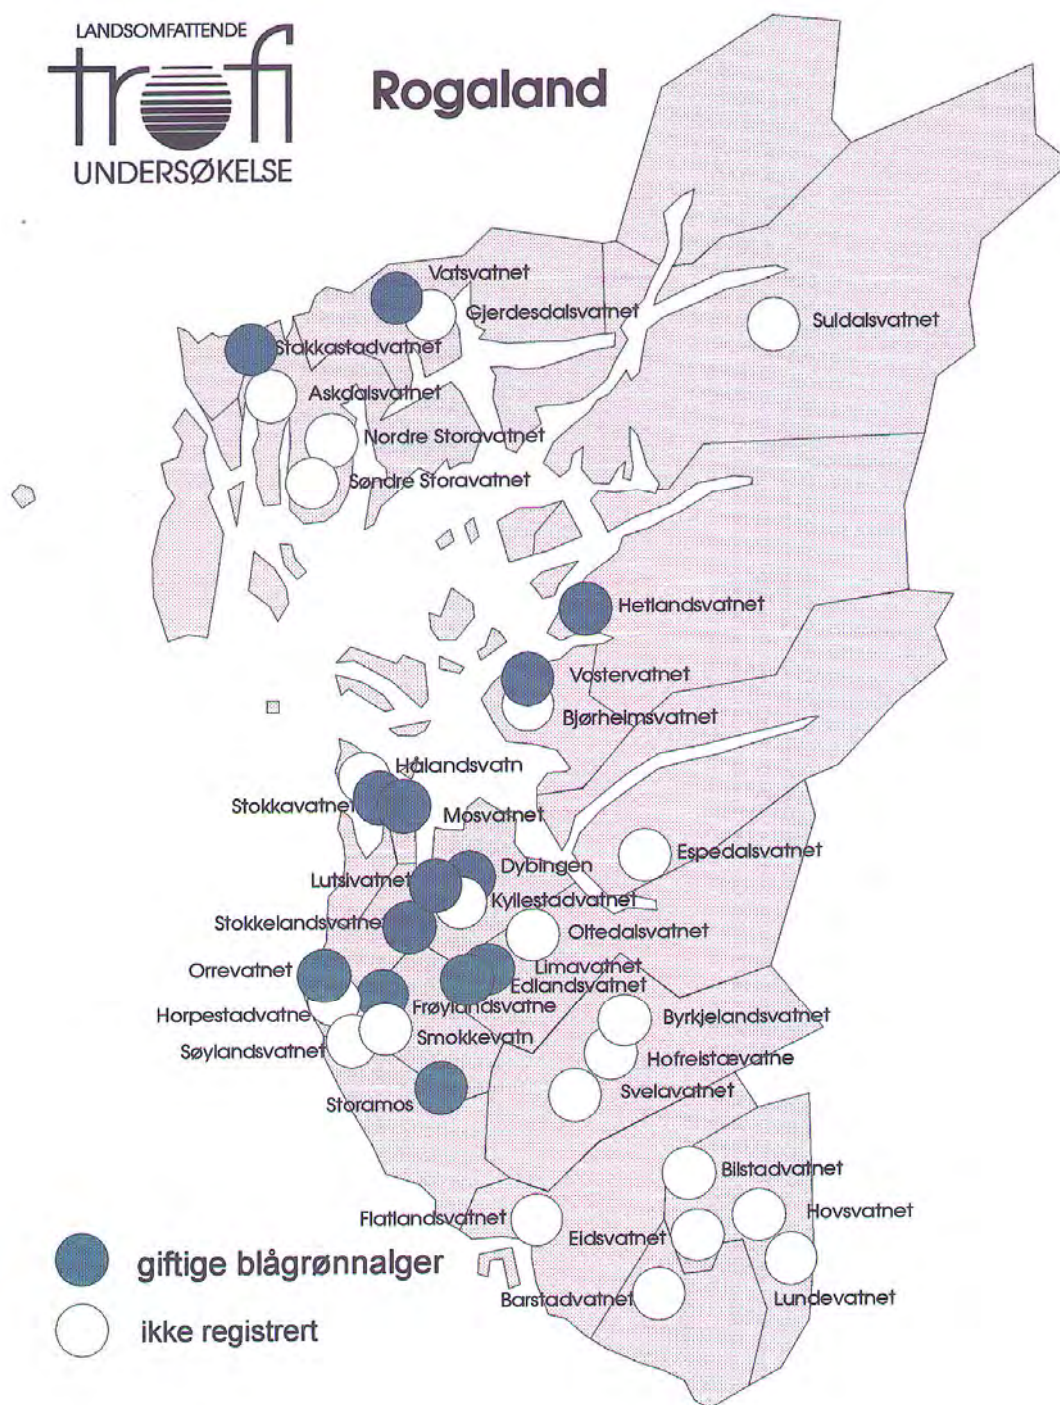 LANDSOMFATTENDE
trofi
UNDERSØKELSE
Rogaland
Vatsvatnet
Gjerdesdalsvatnet
Suldalsvatnet
Stakkastadvatnet
Askdalsvatnet
Nordre Storavatnet
Søndre Storavatnet
Hetlandsvatnet
Vostervatnet
Bjørheimsvatnet
Hålandsvatn
Stokkavatnet
Mosvatnet
Espedalsvatnet
Dybingen
Lutsivatnet
Kyllestadvatnet
Stokkelandsvatnet
Oltedalsvatnet
Orrevatnet
Limavatnet
Edlandsvatnet
Frøylandsvatne
Horpestadvatne
Byrkjelandsvatnet
Smokkevatn
Søylandsvatnet
Hofreistævatne
Svelavatnet
Storamos
Bilstadvatnet
Flatlandsvatnet
Hovsvatnet
Eidsvatnet
Barstadvatnet
Lundevatnet
giftige blågrønnalger
ikke registrert